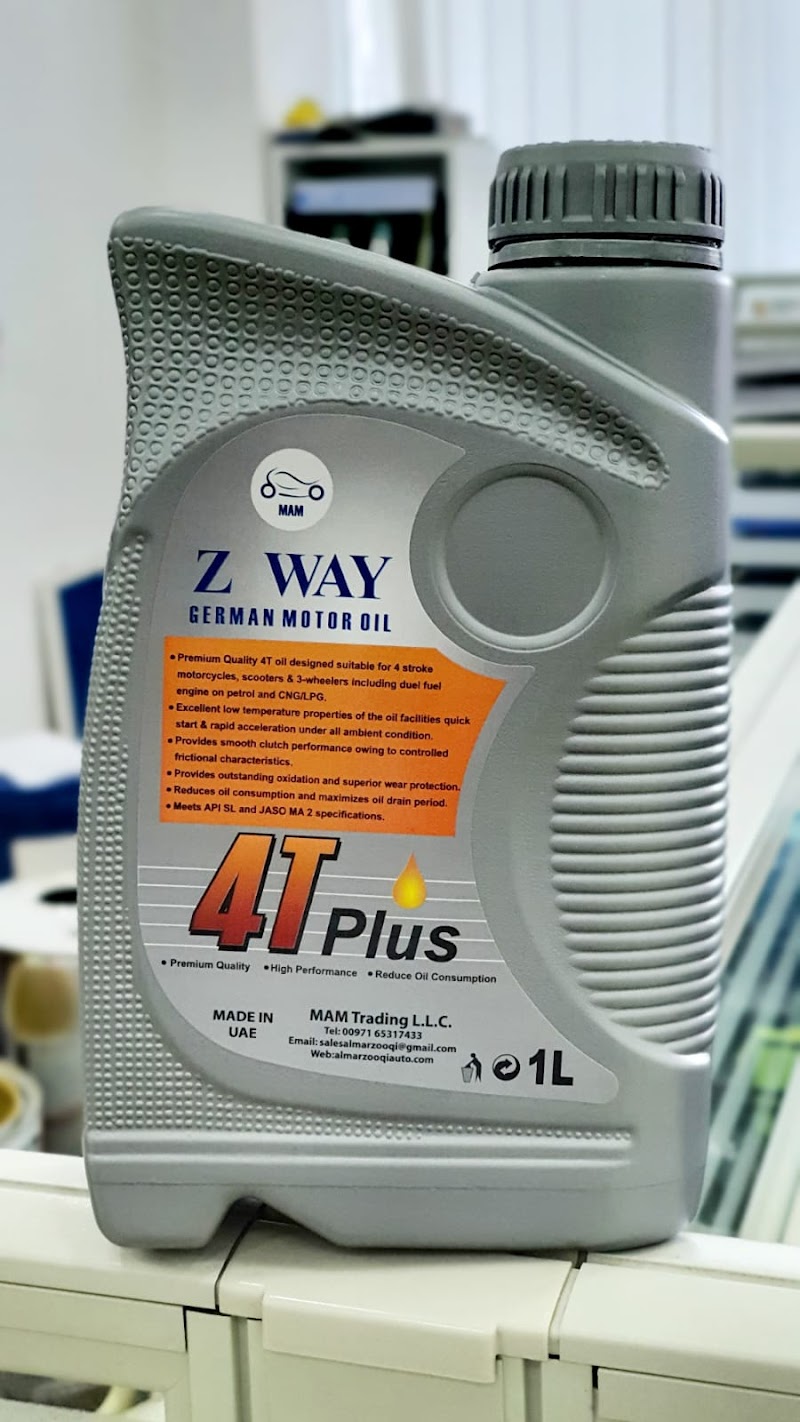 MAM
Z WAY
GERMAN MOTOR OIL
• Premium Quality 4T oil designed suitable for 4 stroke
motorcycles, scooters & 3-wheelers including duel fuel
engine on petrol and CNG/LPG.
• Excellent low temperature properties of the oil facilities quick
start & rapid acceleration under all ambient condition.
• Provides smooth clutch performance owing to controlled
frictional characteristics.
• Provides outstanding oxidation and superior wear protection.
• Reduces oil consumption and maximizes oil drain period.
• Meets API SL and JASO MA 2 specifications.
4T Plus
• Premium Quality • High Performance • Reduce Oil Consumption
MADE IN
UAE
MAM Trading L.L.C.
Tel: 00971 65317433
Email: salesalmarzooqi@gmail.com
Web:almarzooqiauto.com
1L